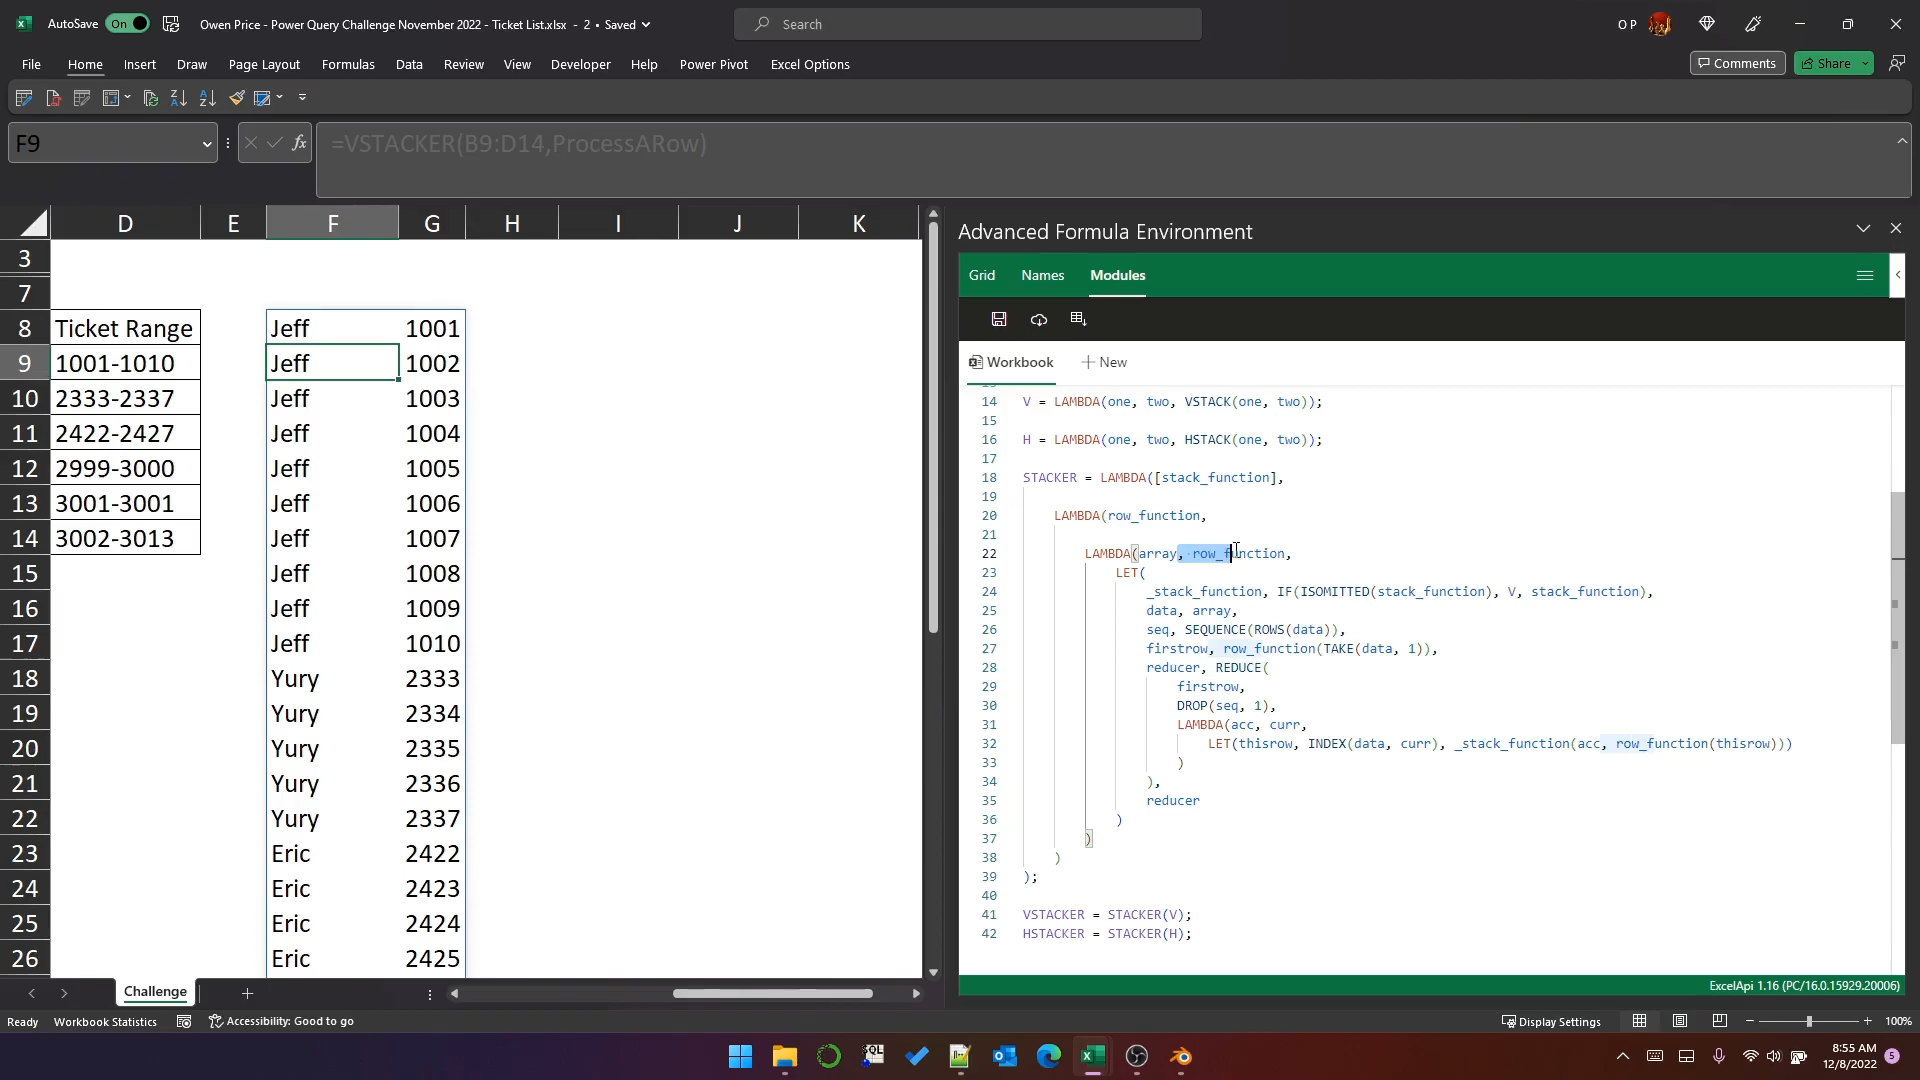 AutoSave On Owen Price - Power Query Challenge November 2022 - Ticket List.xlsx - 2 • Saved Search O P
File Home Insert Draw Page Layout Formulas Data Review View Developer Help Power Pivot Excel Options Comments Share
F9 fx =VSTACKER(B9:D14,ProcessARow)
D E F G H I J K
3
7
8 Ticket Range Jeff 1001
9 1001-1010 Jeff 1002
10 2333-2337 Jeff 1003
11 2422-2427 Jeff 1004
12 2999-3000 Jeff 1005
13 3001-3001 Jeff 1006
14 3002-3013 Jeff 1007
15 Jeff 1008
16 Jeff 1009
17 Jeff 1010
18 Yury 2333
19 Yury 2334
20 Yury 2335
21 Yury 2336
22 Yury 2337
23 Eric 2422
24 Eric 2423
25 Eric 2424
26 Eric 2425
Challenge
Advanced Formula Environment
Grid Names Modules
Workbook + New
14 V = LAMBDA(one, two, VSTACK(one, two));
15
16 H = LAMBDA(one, two, HSTACK(one, two));
17
18 STACKER = LAMBDA([stack_function],
19
20 LAMBDA(row_function,
21
22 LAMBDA(array, row_function,
23 LET(
24 _stack_function, IF(ISOMITTED(stack_function), V, stack_function),
25 data, array,
26 seq, SEQUENCE(ROWS(data)),
27 firstrow, row_function(TAKE(data, 1)),
28 reducer, REDUCE(
29 firstrow,
30 DROP(seq, 1),
31 LAMBDA(acc, curr,
32 LET(thisrow, INDEX(data, curr), _stack_function(acc, row_function(thisrow)))
33 )
34 ),
35 reducer
36 )
37 )
38 )
39 );
40
41 VSTACKER = STACKER(V);
42 HSTACKER = STACKER(H);
ExcelApi 1.16 (PC/16.0.15929.20006)
Ready Workbook Statistics Accessibility: Good to go Display Settings 100%
SQL
8:55 AM
12/8/2022 5